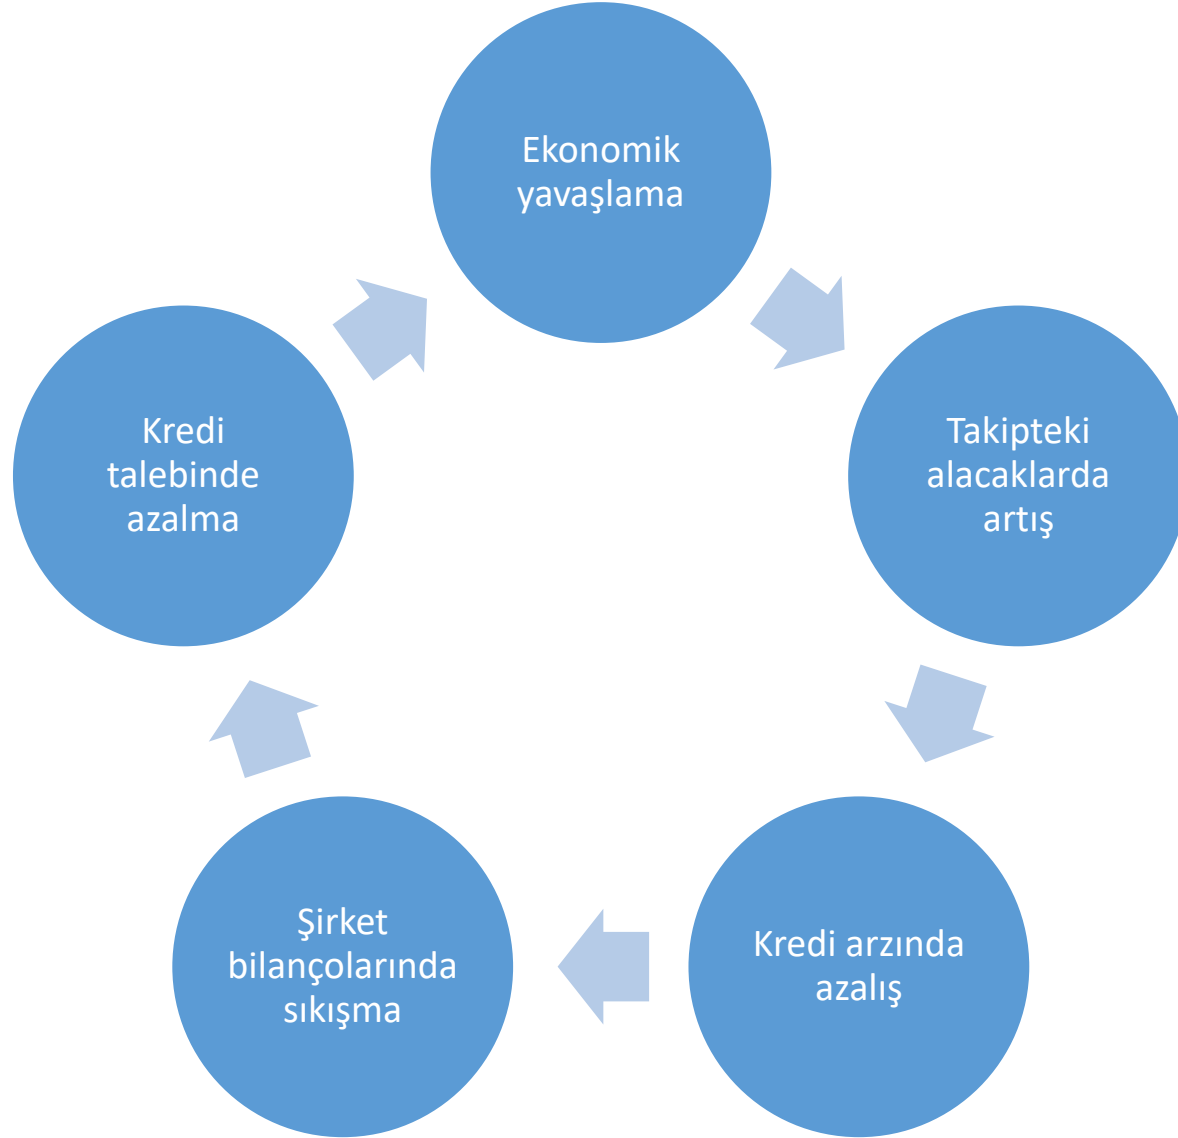 Ekonomik
yavaşlama
Takipteki
alacaklarda
artış
Kredi arzında
azalış
Şirket
bilançolarında
sıkışma
Kredi
talebinde
azalma